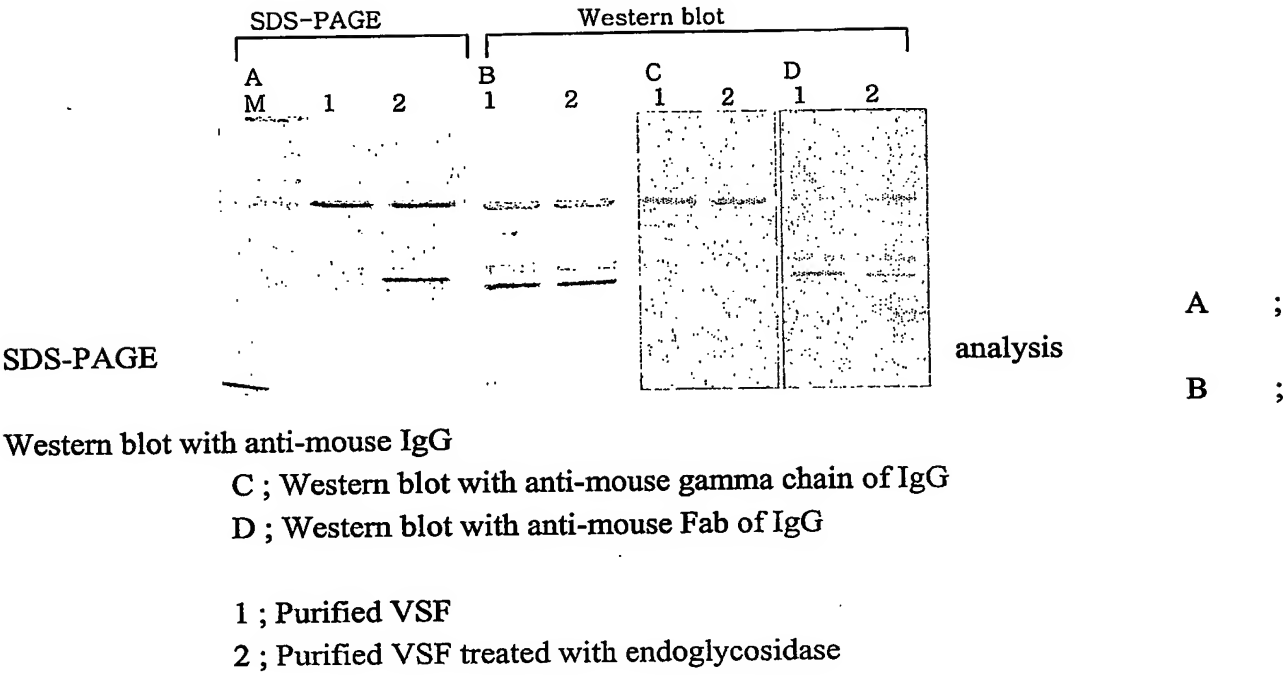 SDS-PAGE Western blot
A B C D
M 1 2 1 2 1 2 1 2
A ;
SDS-PAGE analysis
B ;
Western blot with anti-mouse IgG
C ; Western blot with anti-mouse gamma chain of IgG
D ; Western blot with anti-mouse Fab of IgG
1 ; Purified VSF
2 ; Purified VSF treated with endoglycosidase